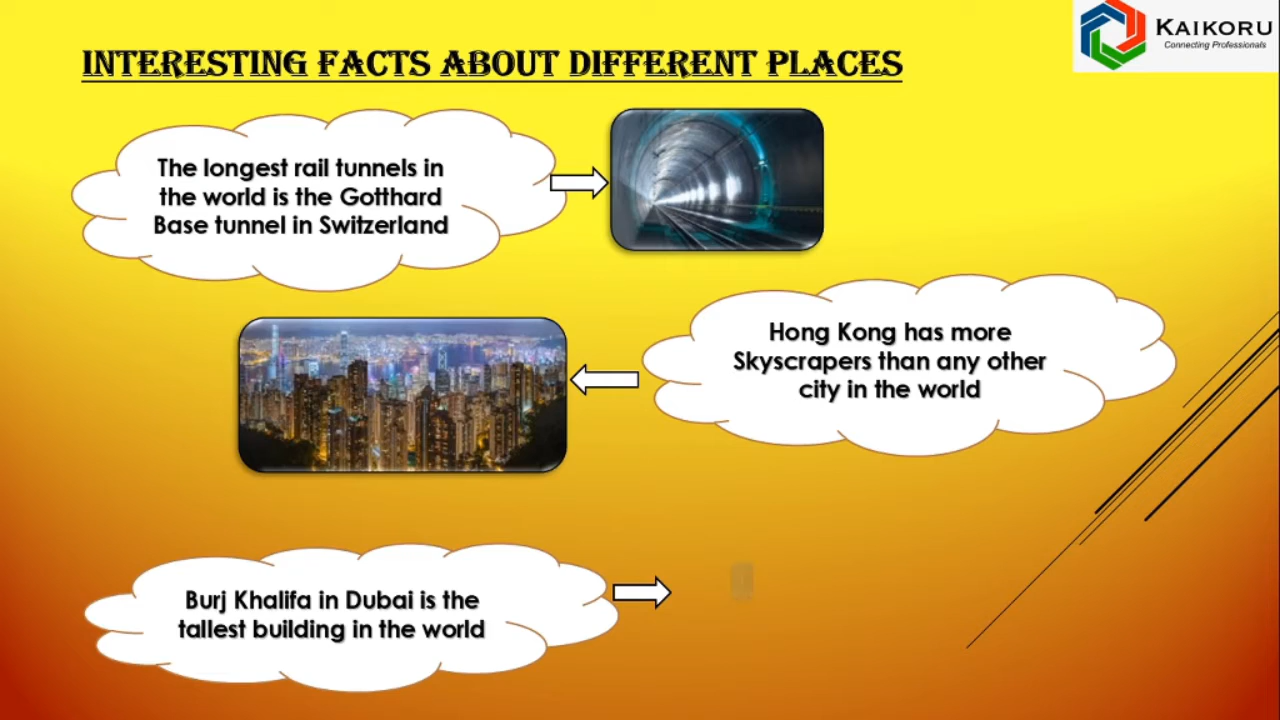 INTERESTING FACTS ABOUT DIFFERENT PLACES
KAIKORU
Connecting Professionals
The longest rail tunnels in
the world is the Gotthard
Base tunnel in Switzerland
Hong Kong has more
Skyscrapers than any other
city in the world
Burj Khalifa in Dubai is the
tallest building in the world